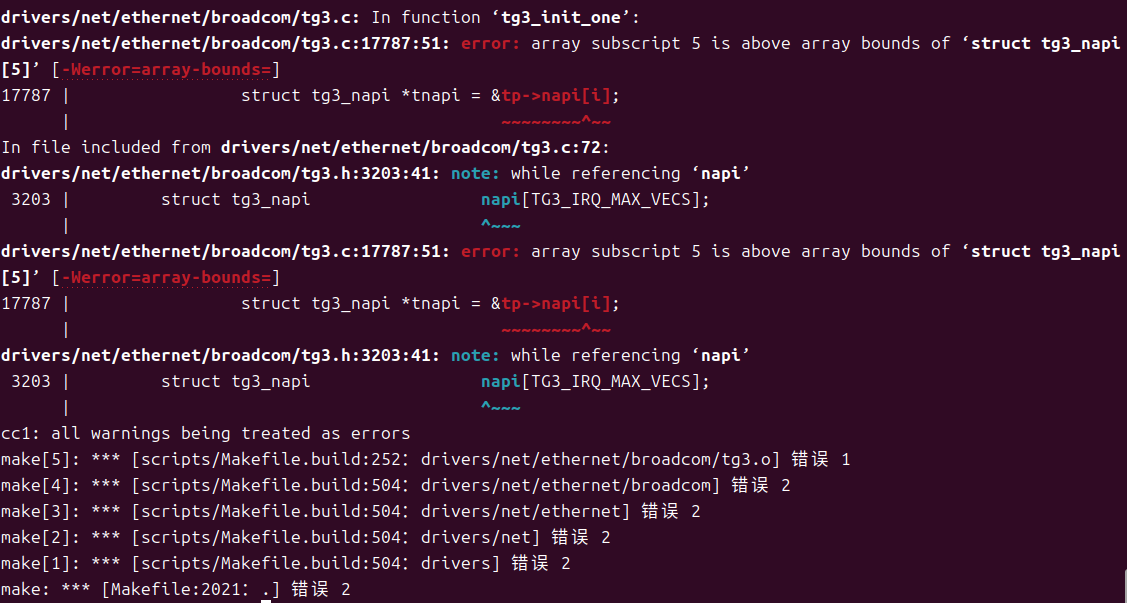 drivers/net/ethernet/broadcom/tg3.c: In function ‘tg3_init_one’:
drivers/net/ethernet/broadcom/tg3.c:17787:51: error: array subscript 5 is above array bounds of ‘struct tg3_napi
[5]’ [-Werror=array-bounds=]
17787 |                 struct tg3_napi *tnapi = &tp->napi[i];
      |                                           ~~~~~~~~^~~
In file included from drivers/net/ethernet/broadcom/tg3.c:72:
drivers/net/ethernet/broadcom/tg3.h:3203:41: note: while referencing ‘napi’
 3203 |         struct tg3_napi                 napi[TG3_IRQ_MAX_VECS];
      |                                         ^~~~
drivers/net/ethernet/broadcom/tg3.c:17787:51: error: array subscript 5 is above array bounds of ‘struct tg3_napi
[5]’ [-Werror=array-bounds=]
17787 |                 struct tg3_napi *tnapi = &tp->napi[i];
      |                                           ~~~~~~~~^~~
drivers/net/ethernet/broadcom/tg3.h:3203:41: note: while referencing ‘napi’
 3203 |         struct tg3_napi                 napi[TG3_IRQ_MAX_VECS];
      |                                         ^~~~
cc1: all warnings being treated as errors
make[5]: *** [scripts/Makefile.build:252：drivers/net/ethernet/broadcom/tg3.o] 错误 1
make[4]: *** [scripts/Makefile.build:504：drivers/net/ethernet/broadcom] 错误 2
make[3]: *** [scripts/Makefile.build:504：drivers/net/ethernet] 错误 2
make[2]: *** [scripts/Makefile.build:504：drivers/net] 错误 2
make[1]: *** [scripts/Makefile.build:504：drivers] 错误 2
make: *** [Makefile:2021：.] 错误 2